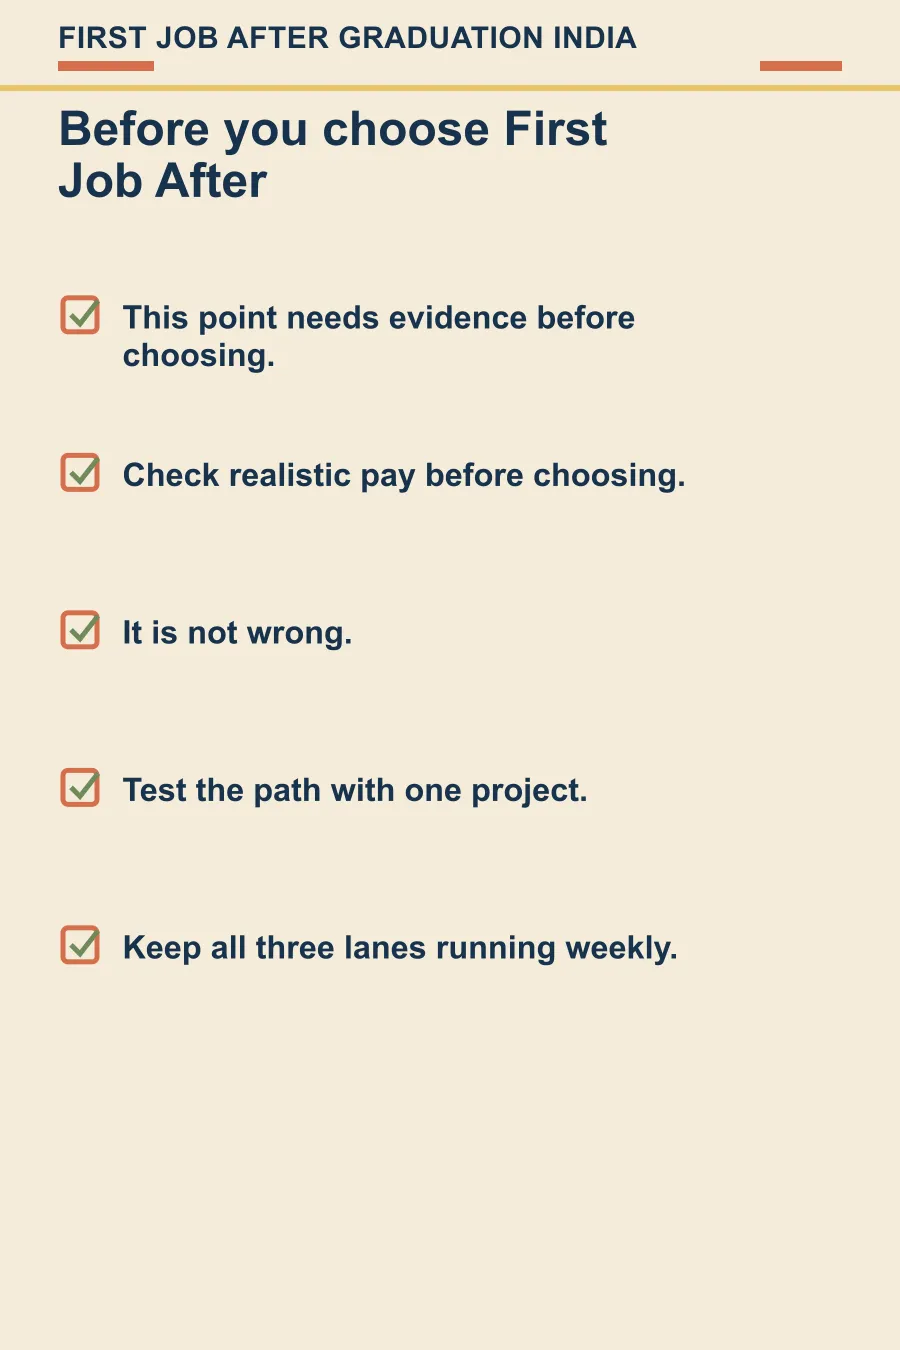 FIRST JOB AFTER GRADUATION INDIA
Before you choose First
Job After
This point needs evidence before
choosing.
Check realistic pay before choosing.
It is not wrong.
Test the path with one project.
Keep all three lanes running weekly.